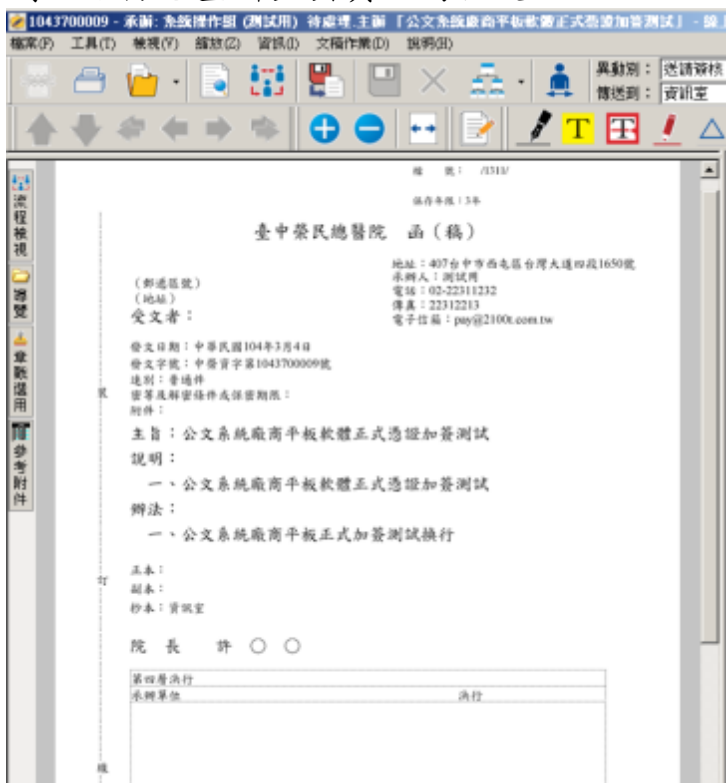 1043700009 - 承辦: 系統操作組 (測試用) 待處理.主辦 「公文系統廠商平板軟體正式憑證加簽測試」 - 線
檔案(F) 工具(T) 檢視(V) 縮放(Z) 資訊(I) 文稿作業(D) 說明(H)
異動別： 送請簽核
傳送到： 資訊室
流程檢視
導覽
章戳選用
參考附件
檔 號： /1311/
保存年限：3年
臺中榮民總醫院 函（稿）
地址：407台中市西屯區台灣大道四段1650號
承辦人：測試用
電話：02-22311232
傳真：22312213
電子信箱：pay@2100t.com.tw
（郵遞區號）
（地址）
受文者：
發文日期：中華民國104年3月4日
發文字號：中榮資字第1043700009號
速別：普通件
密等及解密條件或保密期限：
附件：
主旨：公文系統廠商平板軟體正式憑證加簽測試
說明：
一、公文系統廠商平板軟體正式憑證加簽測試
辦法：
一、公文系統廠商平板正式加簽測試換行
正本：
副本：
抄本：資訊室
訂
院 長 許 ○ ○
第四層決行
承辦單位 決行
線